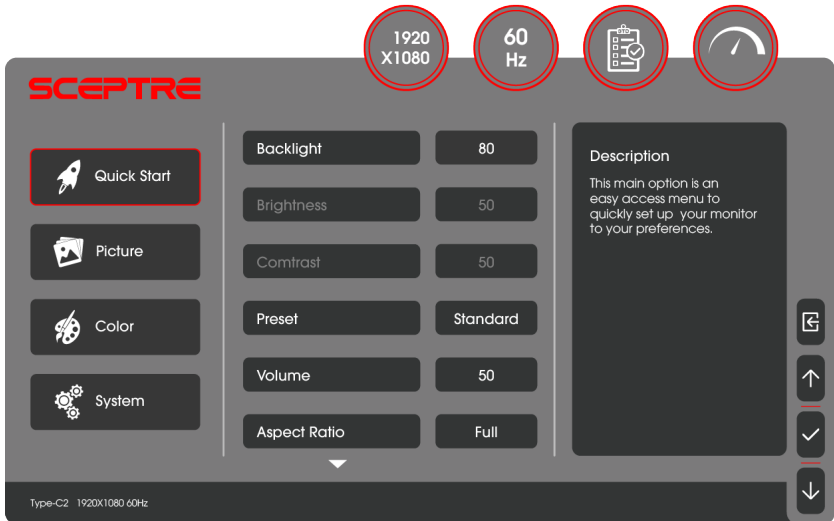 1920
X1080
60
Hz
SCEPTRE
Quick Start
Picture
Color
System
Backlight
80
Brightness
50
Comtrast
50
Preset
Standard
Volume
50
Aspect Ratio
Full
Description
This main option is an
easy access menu to
quickly set up your monitor
to your preferences.
Type-C2 1920X1080 60Hz